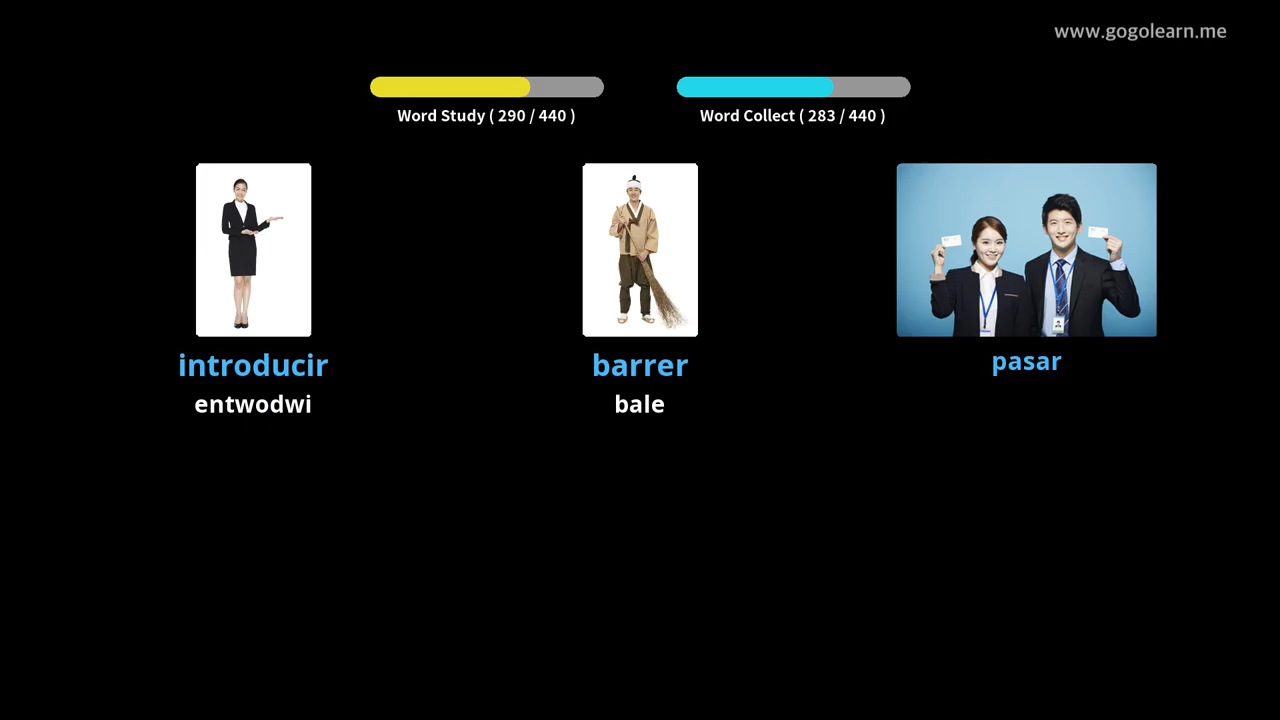 www.gogolearn.me
Word Study ( 290 / 440 )
Word Collect ( 283 / 440 )
introducir
entwodwi
barrer
bale
pasar